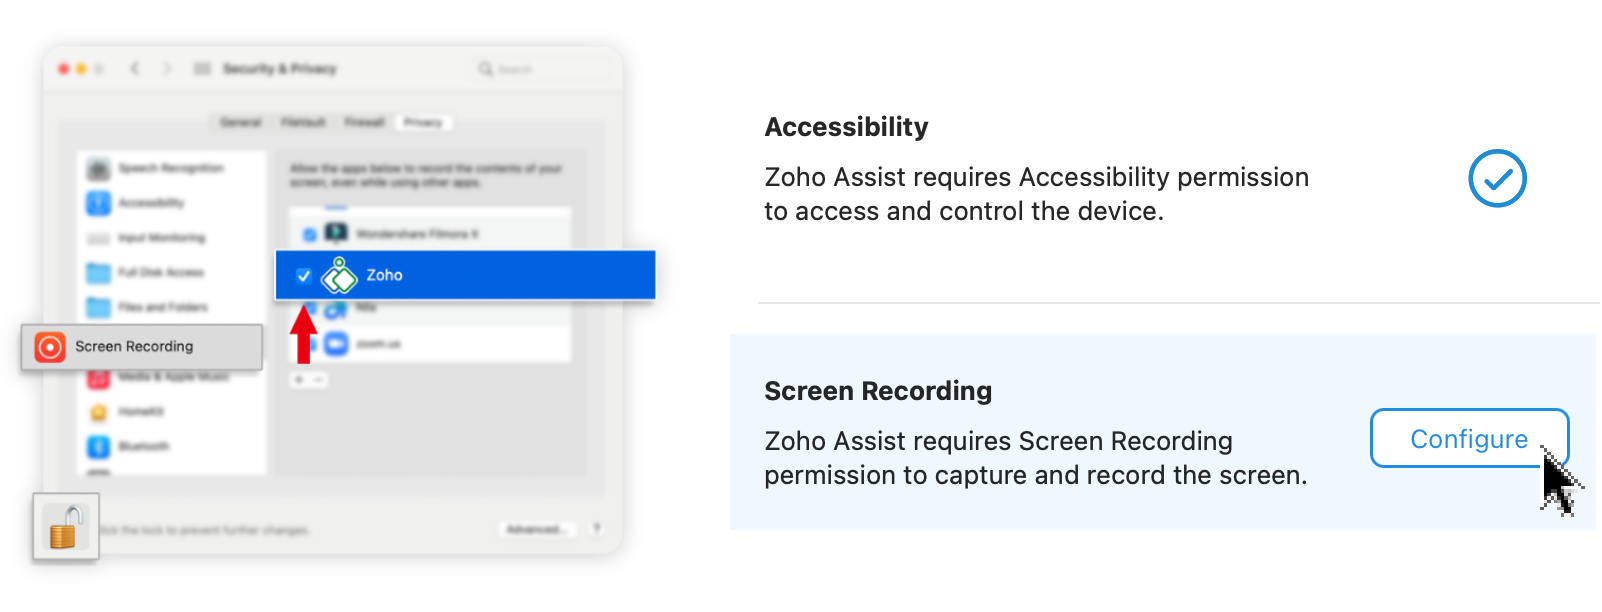 Security & Privacy
Search
General
FileVault
Firewall
Privacy
Speech Recognition
Accessibility
Input Monitoring
Full Disk Access
Files and Folders
Screen Recording
Media & Apple Music
HomeKit
Bluetooth
Allow the apps below to record the contents of your
screen, even while using other apps.
Wondershare Filmora X
Zoho
zoom.us
lick the lock to prevent further changes.
Advanced...
?
Accessibility
Zoho Assist requires Accessibility permission
to access and control the device.
Screen Recording
Zoho Assist requires Screen Recording
permission to capture and record the screen.
Configure